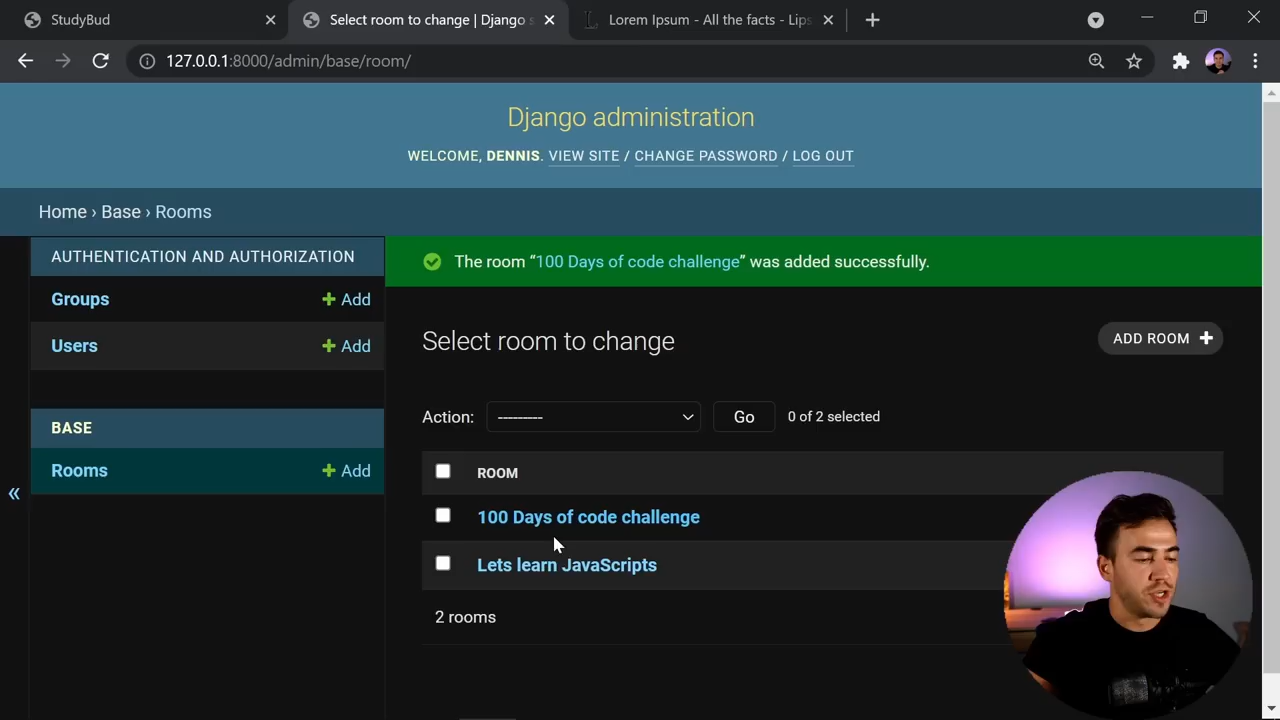 StudyBud
Select room to change | Django s
Lorem Ipsum - All the facts - Lips
127.0.0.1:8000/admin/base/room/
Django administration
WELCOME, DENNIS. VIEW SITE / CHANGE PASSWORD / LOG OUT
Home › Base › Rooms
AUTHENTICATION AND AUTHORIZATION
Groups + Add
Users + Add
BASE
Rooms + Add
«
The room “100 Days of code challenge” was added successfully.
Select room to change
ADD ROOM +
Action: --------- Go 0 of 2 selected
ROOM
100 Days of code challenge
Lets learn JavaScripts
2 rooms